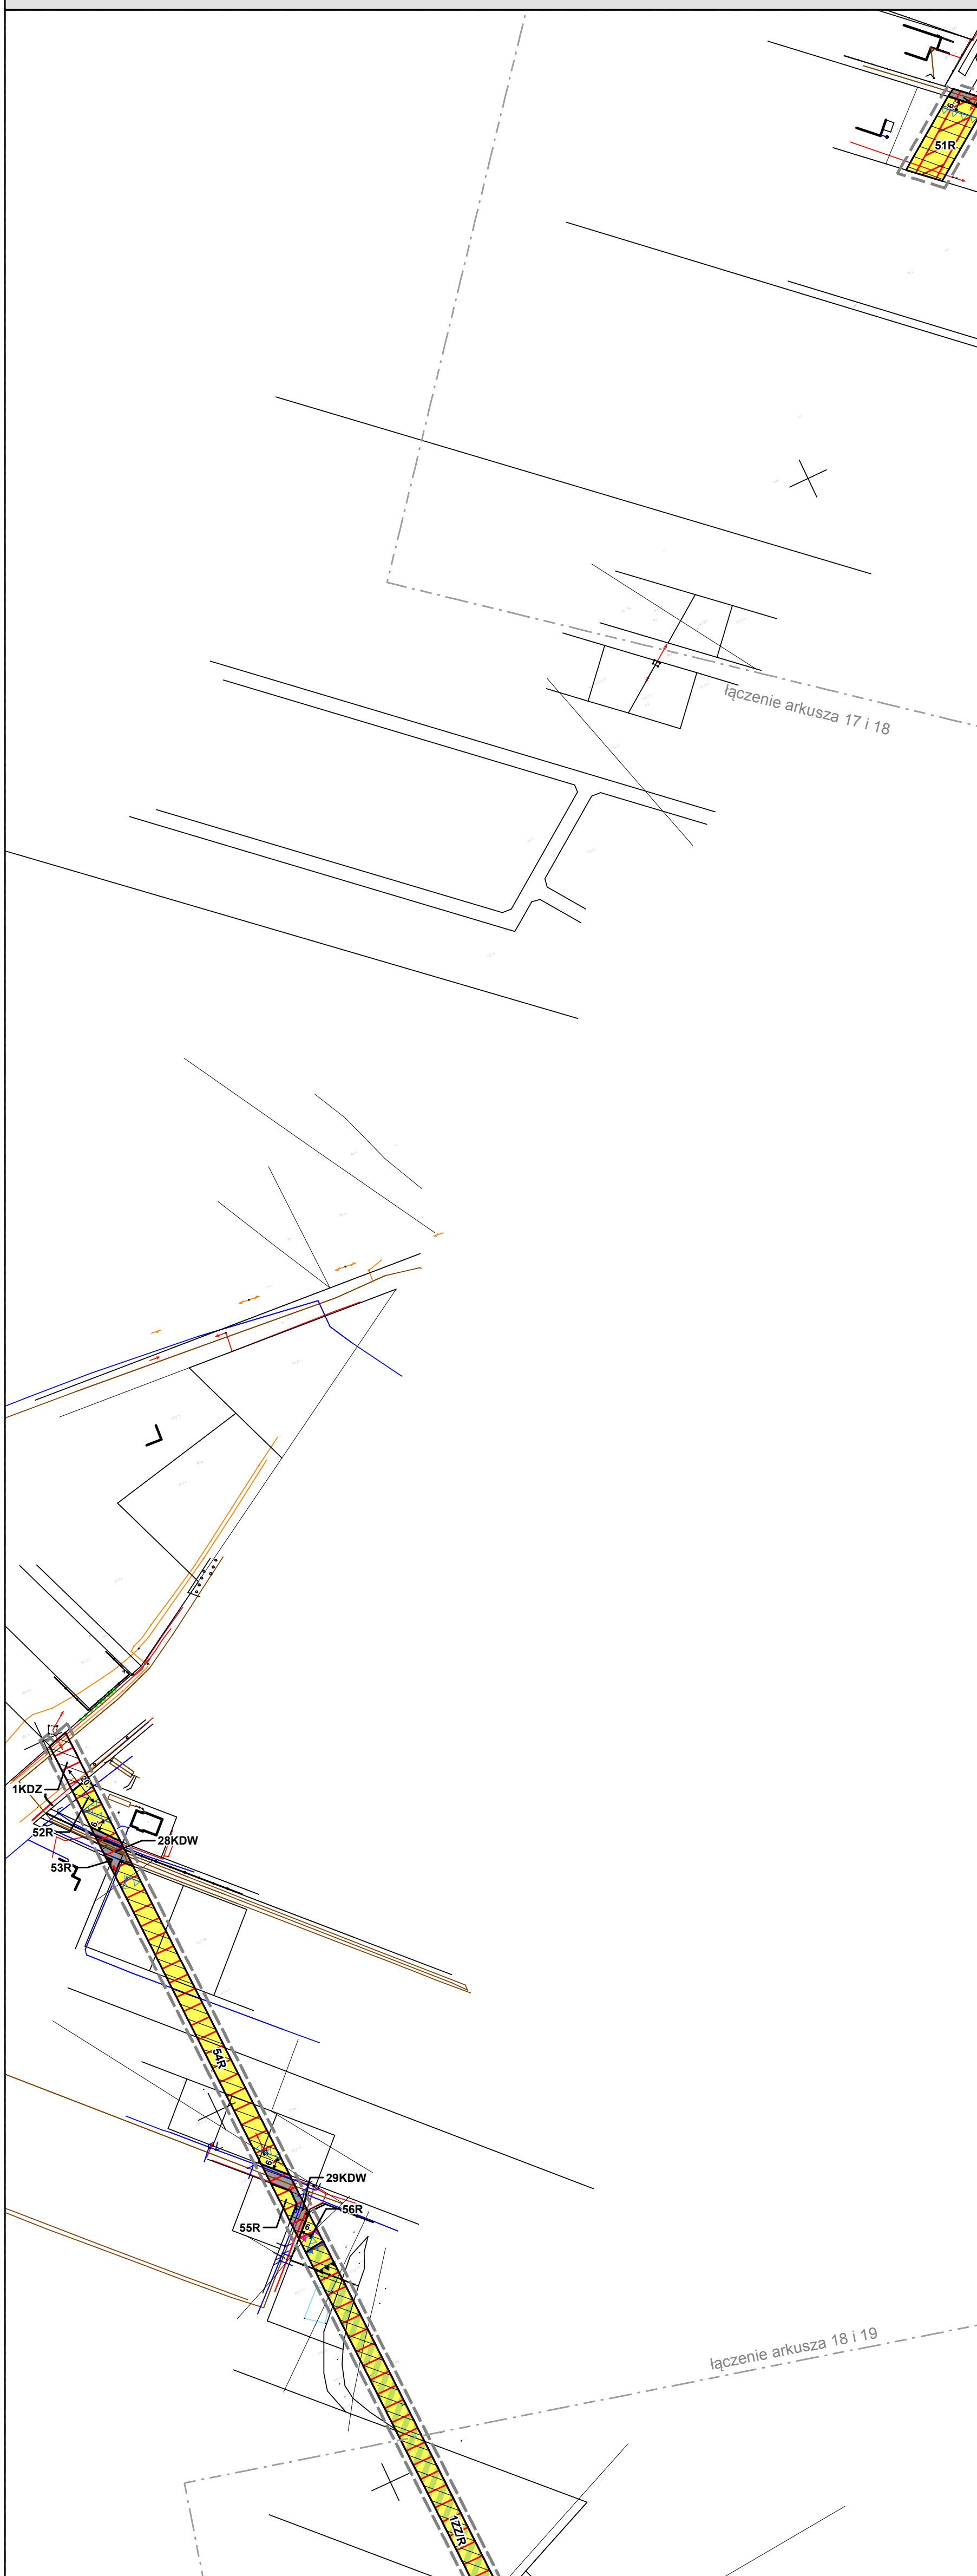 51R
łączenie arkusza 17 i 18
1KDZ
52R
28KDW
53R
54R
29KDW
56R
55R
łączenie arkusza 18 i 19
1ZZ/R